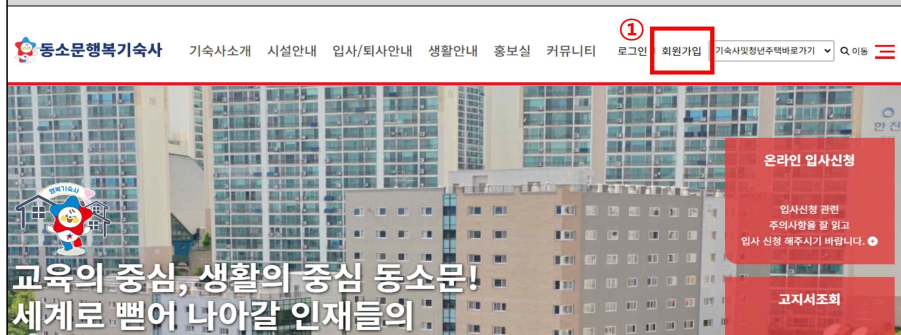 ①
동소문행복기숙사 기숙사소개 시설안내 입사/퇴사안내 생활안내 홍보실 커뮤니티 로그인 회원가입 기숙사및청년주택바로가기 이동
한진
온라인 입사신청
행복기숙사
입사신청 관련
주의사항을 잘 읽고
입사 신청 해주시기 바랍니다.
교육의 중심, 생활의 중심 동소문!
세계로 뻗어 나아갈 인재들의
고지서조회